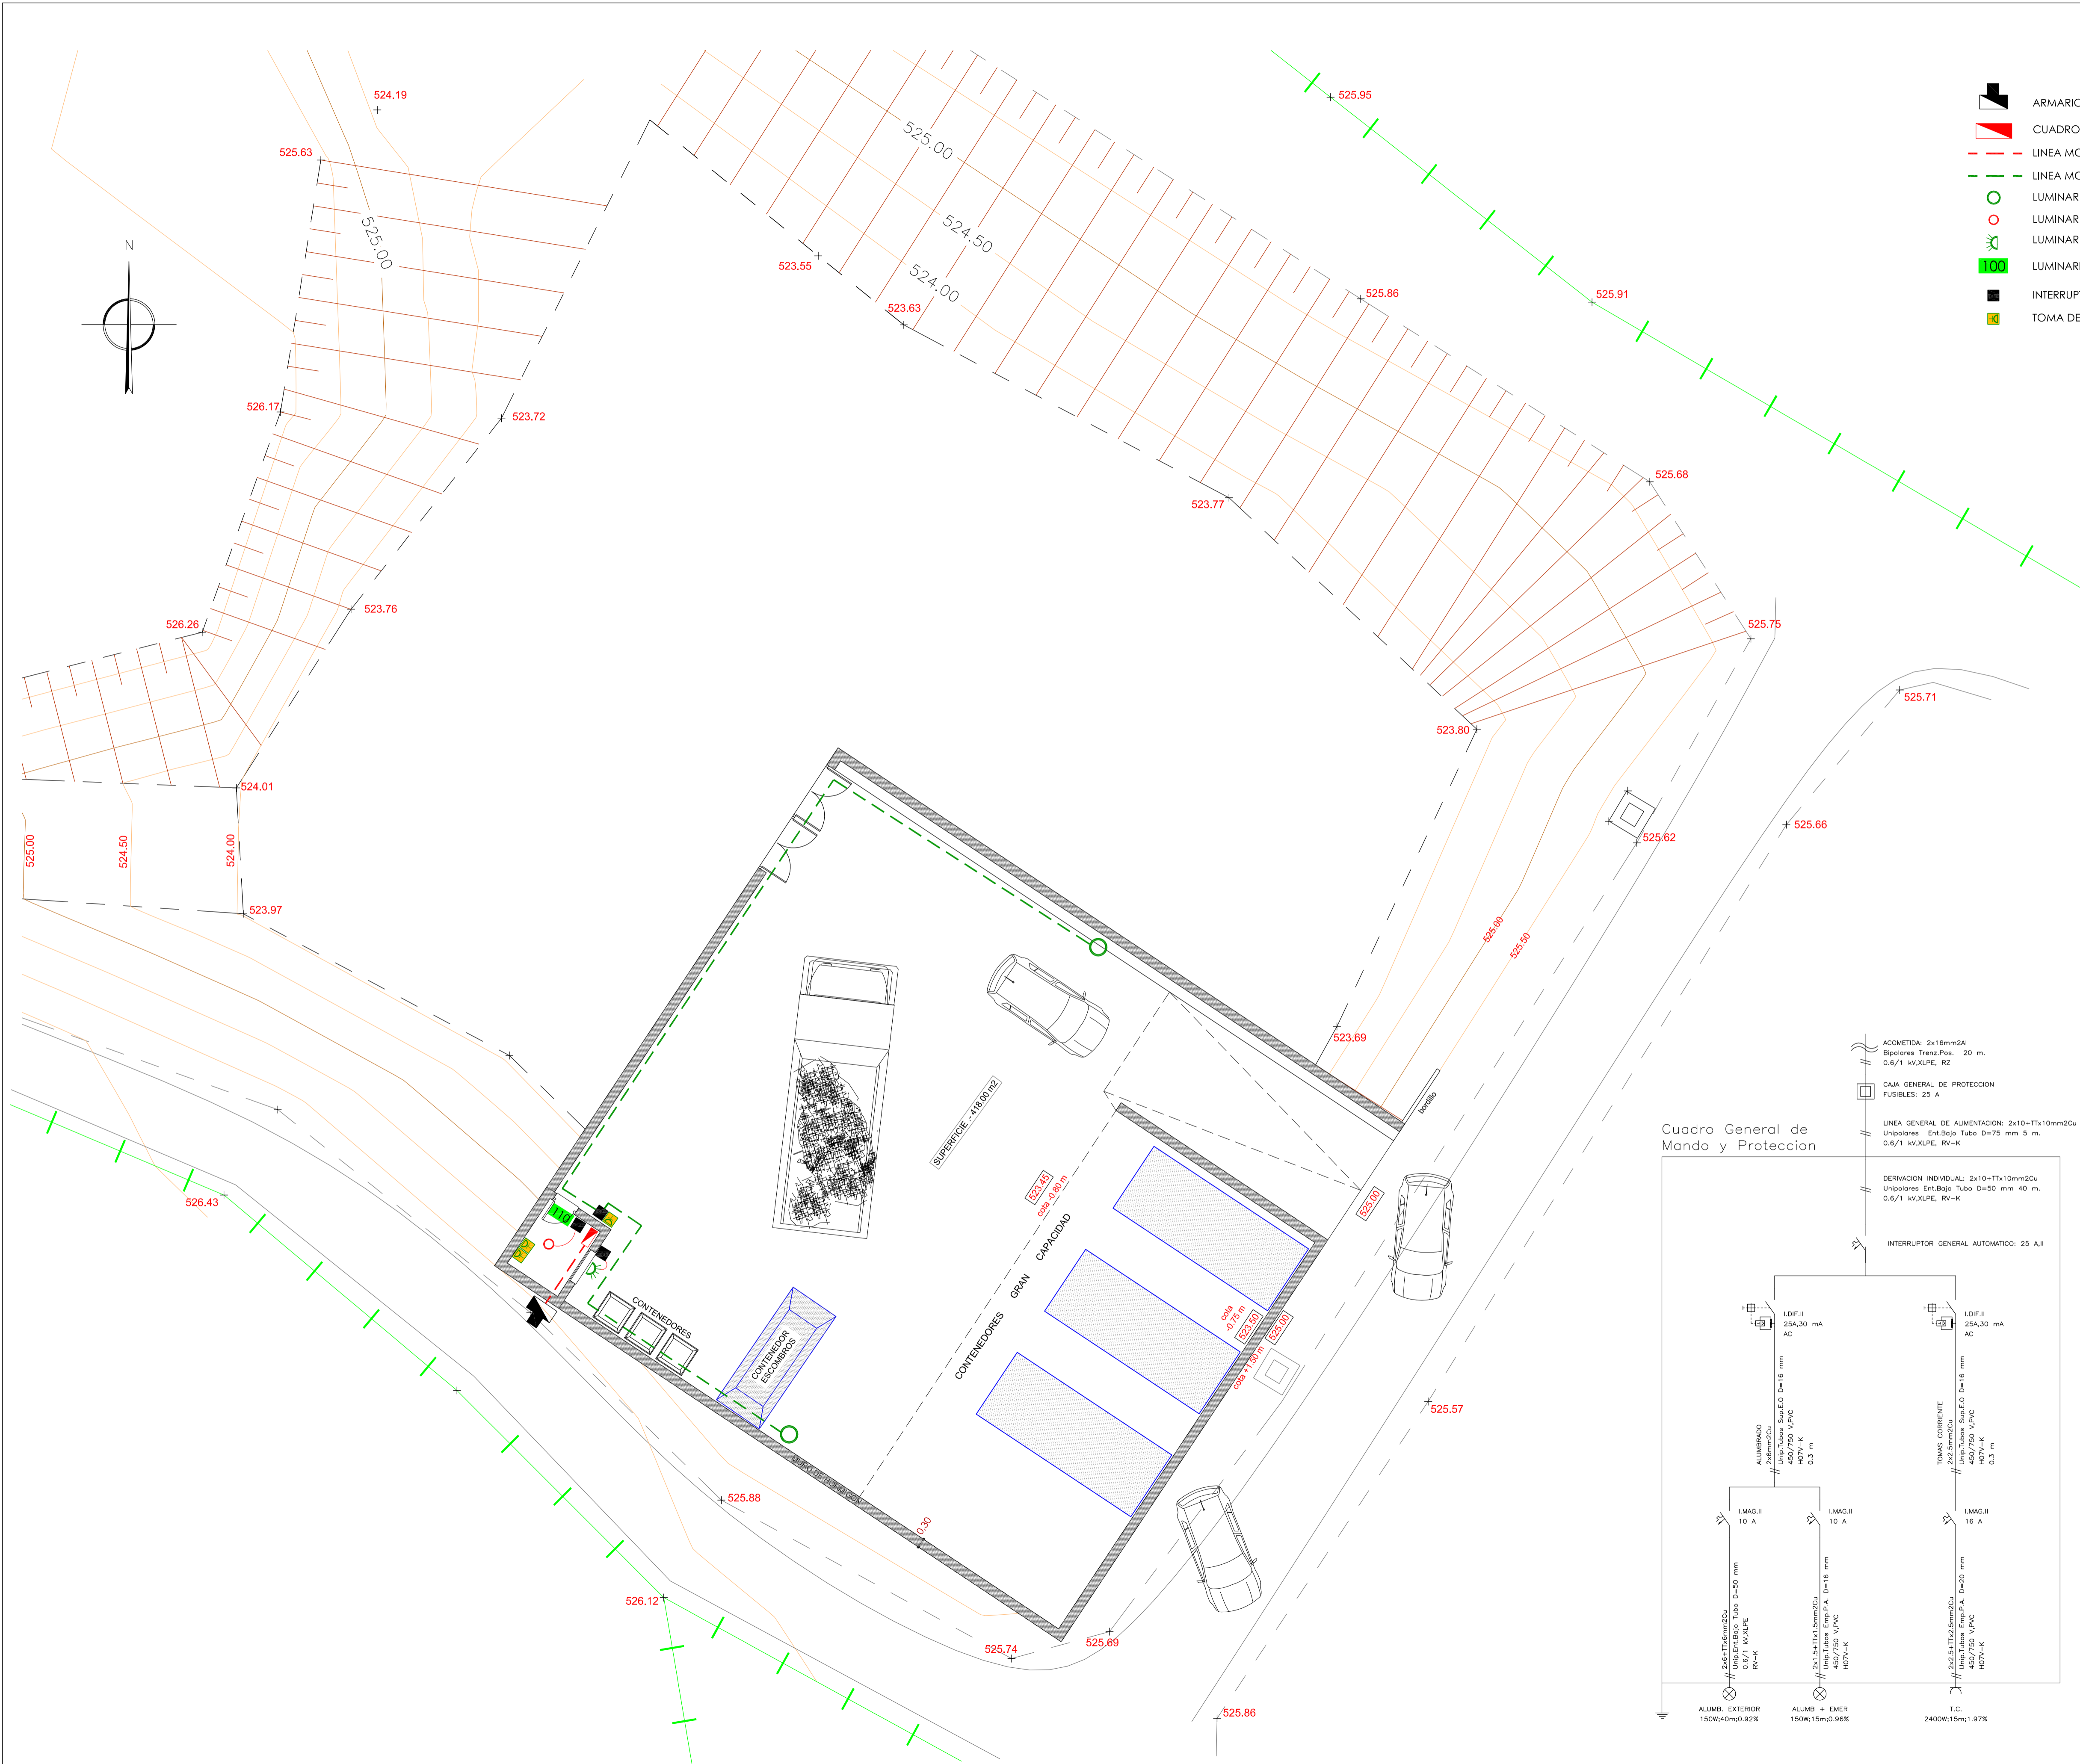 524.19
525.63
525.00
526.17
523.72
523.76
526.26
524.01
525.00
524.50
524.00
523.97
N
525.00
524.50
524.00
523.55
523.63
525.95
525.86
525.91
525.68
523.77
525.75
523.80
525.71
525.66
525.62
525.00
525.50
523.69
bordillo
ARMARIO
CUADRO
LINEA MO
LINEA MO
LUMINAR
LUMINAR
LUMINAR
100
LUMINARI
INTERRUPT
TOMA DE
SUPERFICIE.- 418.00 m2
523.45
cota -0.80 m
CONTENEDORES GRAN CAPACIDAD
525.00
cota
-0.75 m
523.50
525.00
cota +1.50 m
110
CONTENEDORES
CONTENEDOR
ESCOMBROS
MURO DE HORMIGÓN
0.30
526.43
525.88
526.12
525.74
525.69
525.57
525.86
Cuadro General de
Mando y Proteccion
ACOMETIDA: 2x16mm2Al
Bipolares Trenz.Pos. 20 m.
0.6/1 kV,XLPE, RZ
CAJA GENERAL DE PROTECCION
FUSIBLES: 25 A
LINEA GENERAL DE ALIMENTACION: 2x10+TTx10mm2Cu
Unipolares Ent.Bajo Tubo D=75 mm 5 m.
0.6/1 kV,XLPE, RV-K
DERIVACION INDIVIDUAL: 2x10+TTx10mm2Cu
Unipolares Ent.Bajo Tubo D=50 mm 40 m.
0.6/1 kV,XLPE, RV-K
INTERRUPTOR GENERAL AUTOMATICO: 25 A,II
I.DIF.II
25A,30 mA
AC
I.DIF.II
25A,30 mA
AC
ALUMBRADO
2x6mm2Cu
Unip.Tubos Sup.E.O D=16 mm
450/750 V,PVC
H07V-K
0.3 m
TOMAS CORRIENTE
2x2.5mm2Cu
Unip.Tubos Sup.E.O D=16 mm
450/750 V,PVC
H07V-K
0.3 m
I.MAG.II
10 A
I.MAG.II
10 A
I.MAG.II
16 A
2x6+TTx6mm2Cu
Unip.Ent.Bajo Tubo D=50 mm
0.6/1 kV,XLPE
RV-K
2x1.5+TTx1.5mm2Cu
Unip.Tubos Emp.P.A. D=16 mm
450/750 V,PVC
H07V-K
2x2.5+TTx2.5mm2Cu
Unip.Tubos Emp.P.A. D=20 mm
450/750 V,PVC
H07V-K
ALUMB. EXTERIOR
150W;40m;0.92%
ALUMB + EMER
150W;15m;0.96%
T.C.
2400W;15m;1.97%